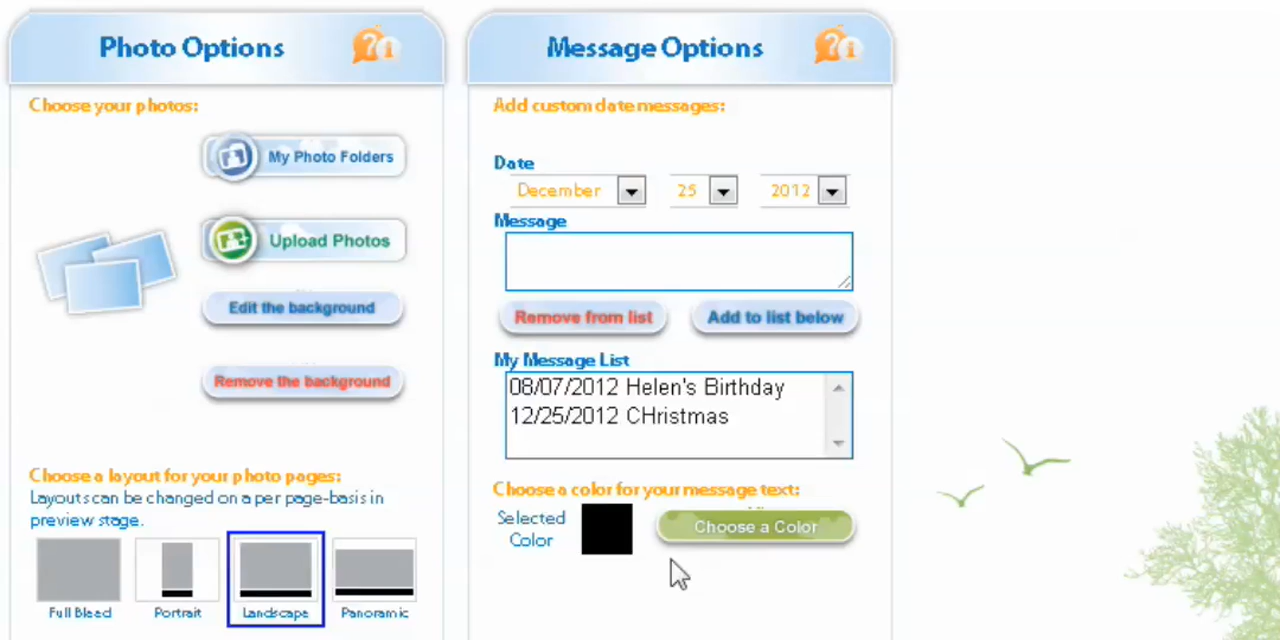 Photo Options
Choose your photos:
My Photo Folders
Upload Photos
Edit the background
Remove the background
Choose a layout for your photo pages:
Layouts can be changed on a per page-basis in
preview stage.
Full Bleed
Portrait
Landscape
Panoramic
Message Options
Add custom date messages:
Date
December
25
2012
Message
Remove from list
Add to list below
My Message List
08/07/2012 Helen's Birthday
12/25/2012 CHristmas
Choose a color for your message text:
Selected
Color
Choose a Color